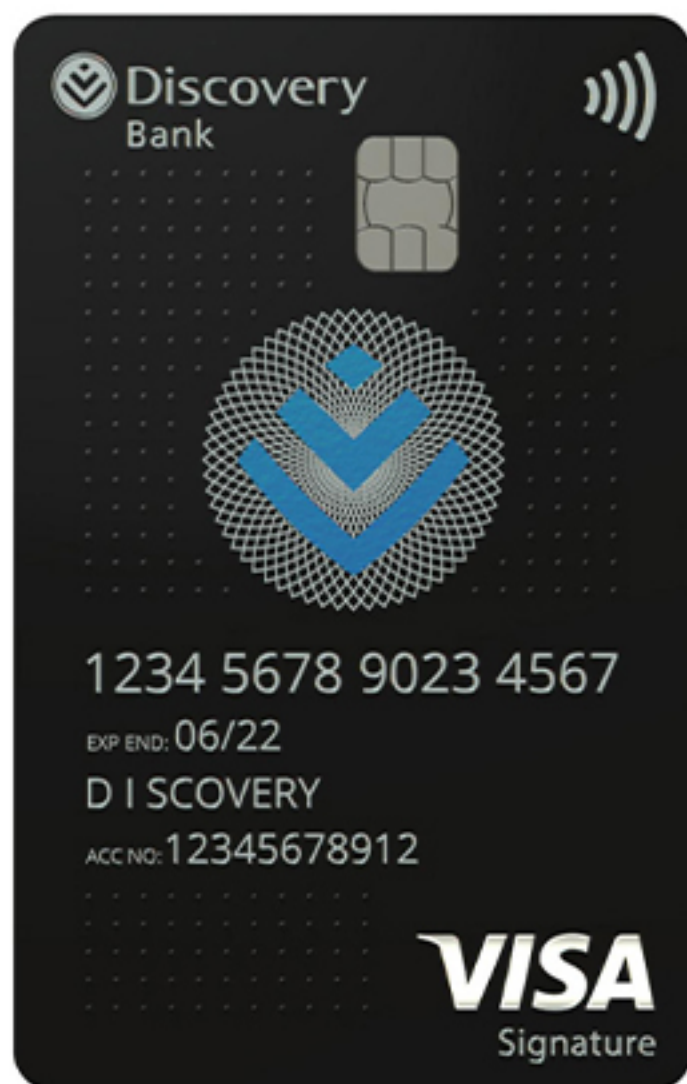 Discovery
Bank
1234 5678 9023 4567
EXP END: 06/22
D I SCOVERY
ACC NO: 12345678912
VISA
Signature